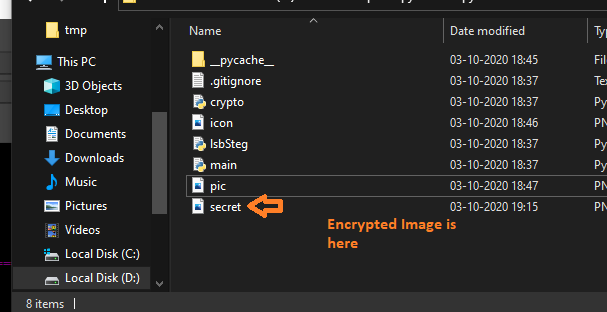 tmp
This PC
3D Objects
Desktop
Documents
Downloads
Music
Pictures
Videos
Local Disk (C:)
Local Disk (D:)
Name Date modified Ty
__pycache__ 03-10-2020 18:45 File
.gitignore 03-10-2020 18:37 Tex
crypto 03-10-2020 18:37 Py
icon 03-10-2020 18:46 PN
lsbSteg 03-10-2020 18:37 Py
main 03-10-2020 18:37 Py
pic 03-10-2020 18:47 PN
secret 03-10-2020 19:15 PN
Encrypted Image is
here
8 items